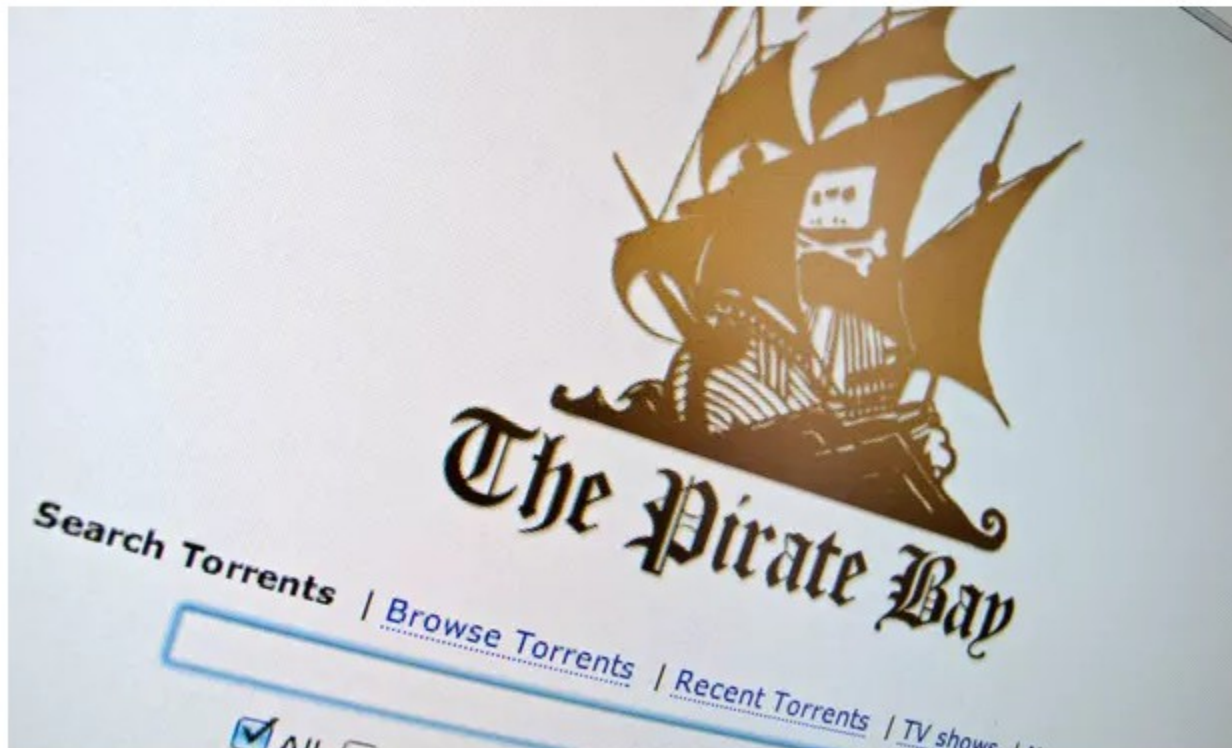 The Pirate Bay
Search Torrents | Browse Torrents | Recent Torrents | TV shows |
All